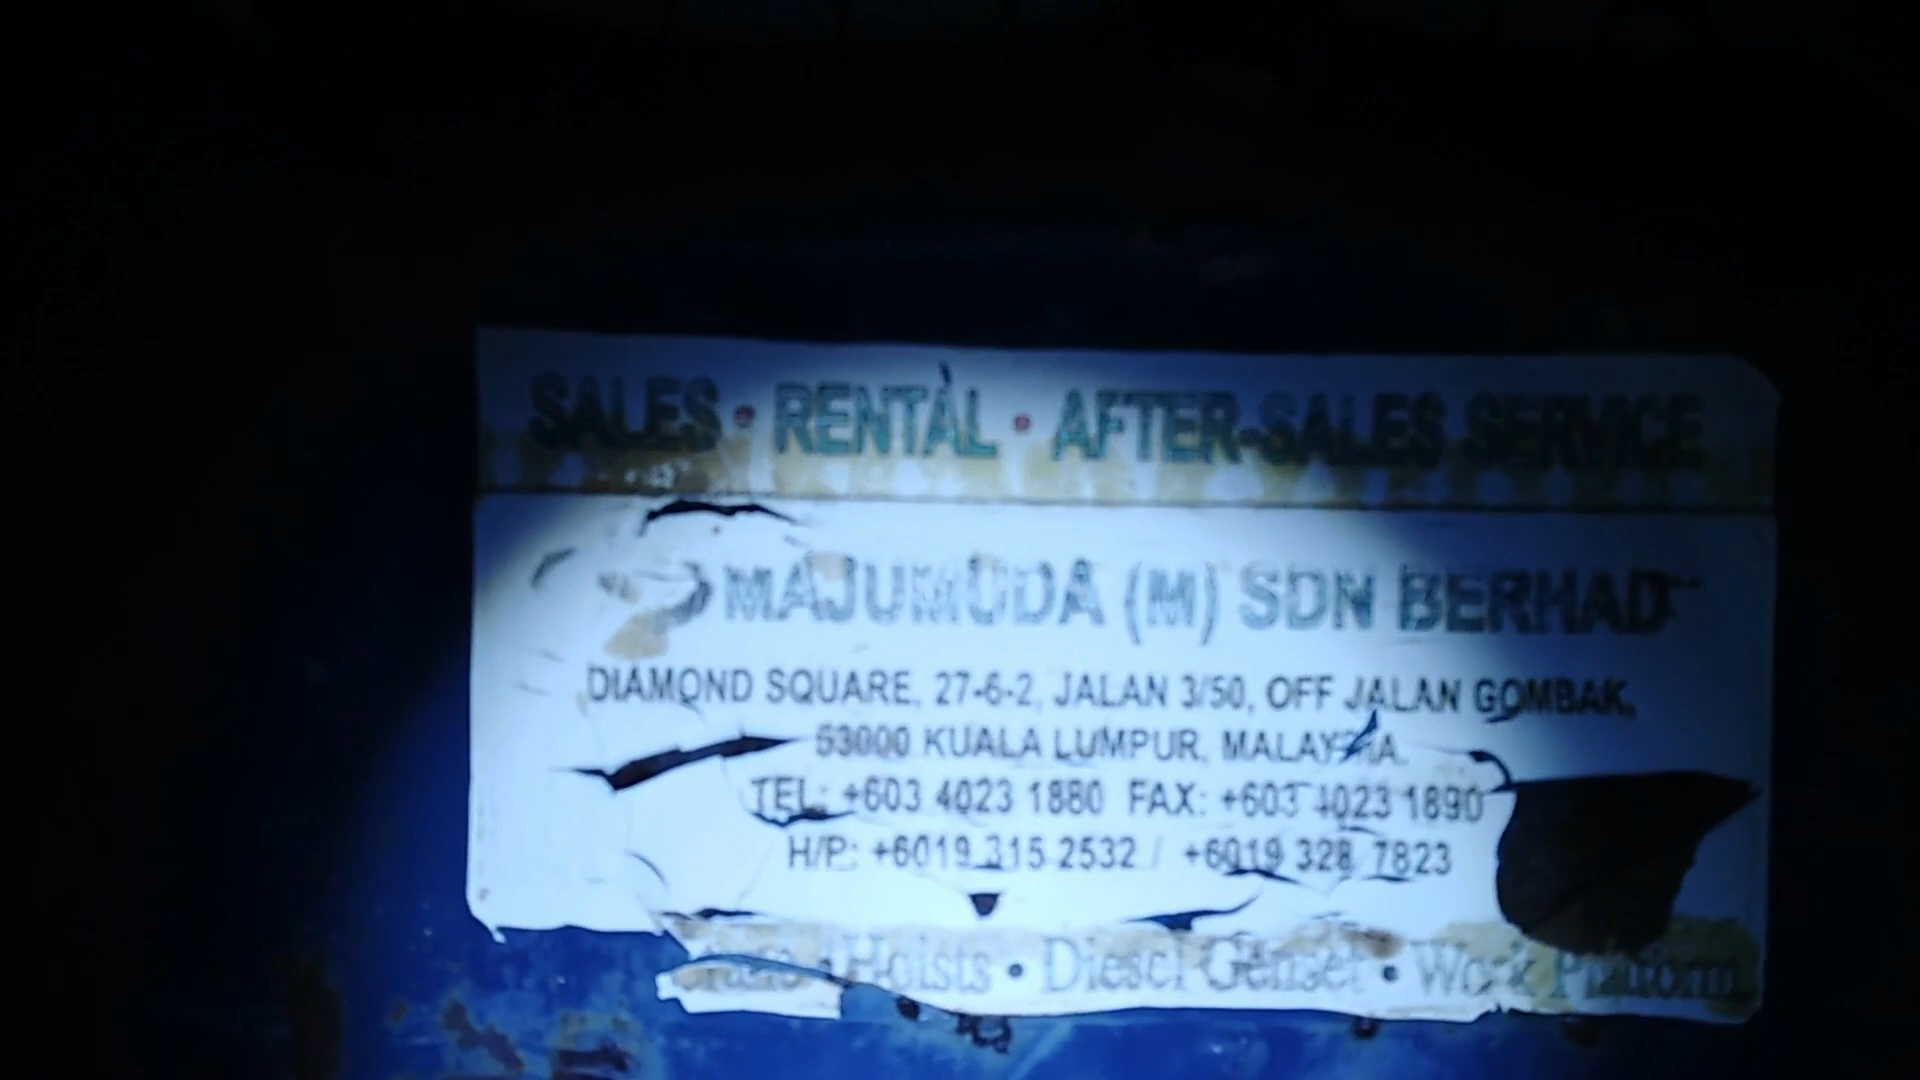 SALES • RENTAL • AFTER-SALES SERVICE
MAJUMUDA (M) SDN BERHAD
DIAMOND SQUARE, 27-6-2, JALAN 3/50, OFF JALAN GOMBAK,
53000 KUALA LUMPUR, MALAYSIA.
TEL: +603 4023 1880 FAX: +603 4023 1890
H/P: +6019 315 2532 / +6019 328 7823
• Hoists • Diesel Genset • Work Platform